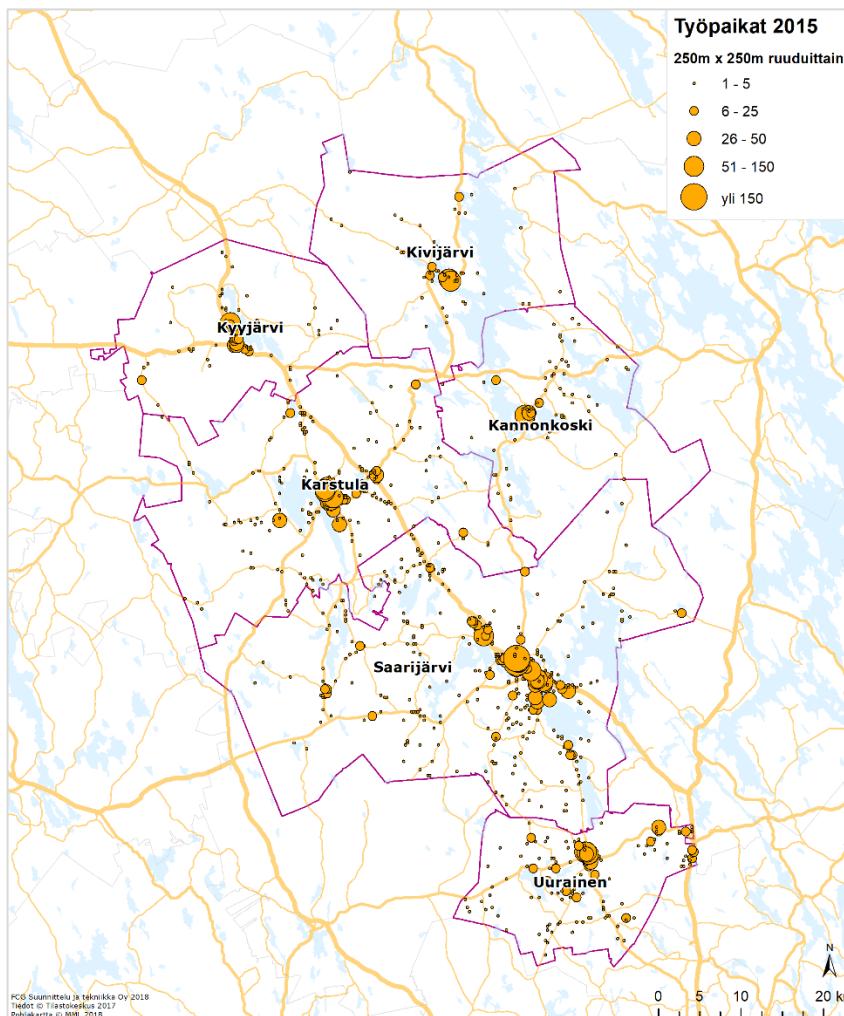 Työpaikat 2015
250m x 250m ruuduittain
1 - 5
6 - 25
26 - 50
51 - 150
yli 150
Kivijärvi
Kyyjärvi
Kannonkoski
Karstula
Saarijärvi
Uurainen
N
FCG Suunnittelu ja tekniikka Oy 2018
Tiedot © Tilastokeskus 2017
Pohjakartta © MML 2018
0 5 10 20 km